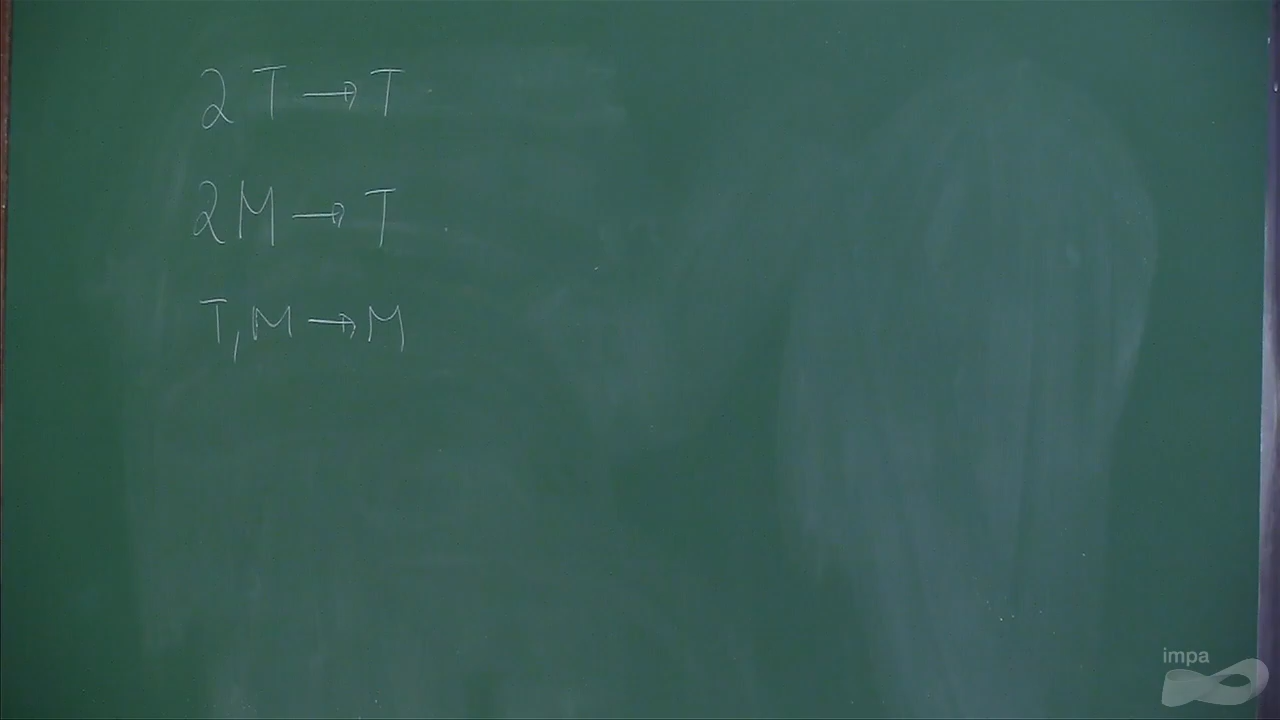 2T → T
2M → T
T, M → M
impa